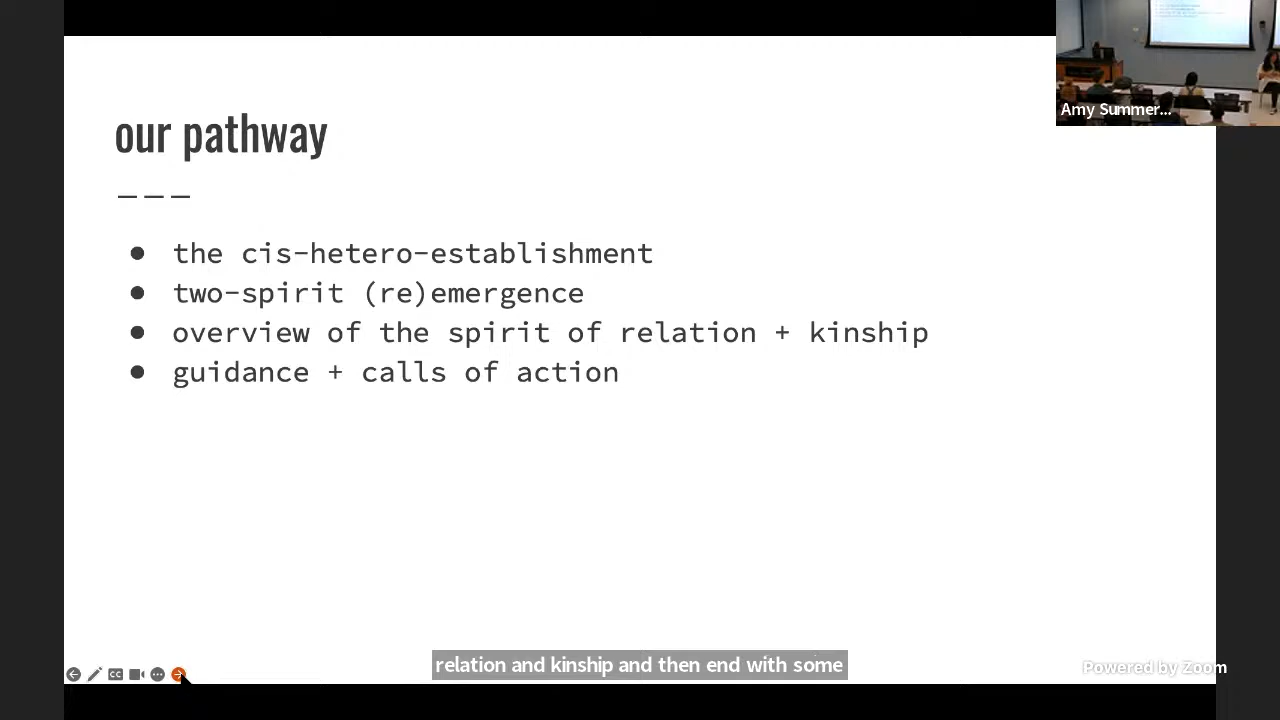 Amy Summer...
our pathway
the cis-hetero-establishment
two-spirit (re)emergence
overview of the spirit of relation + kinship
guidance + calls of action
relation and kinship and then end with some
Powered by Zoom
CC